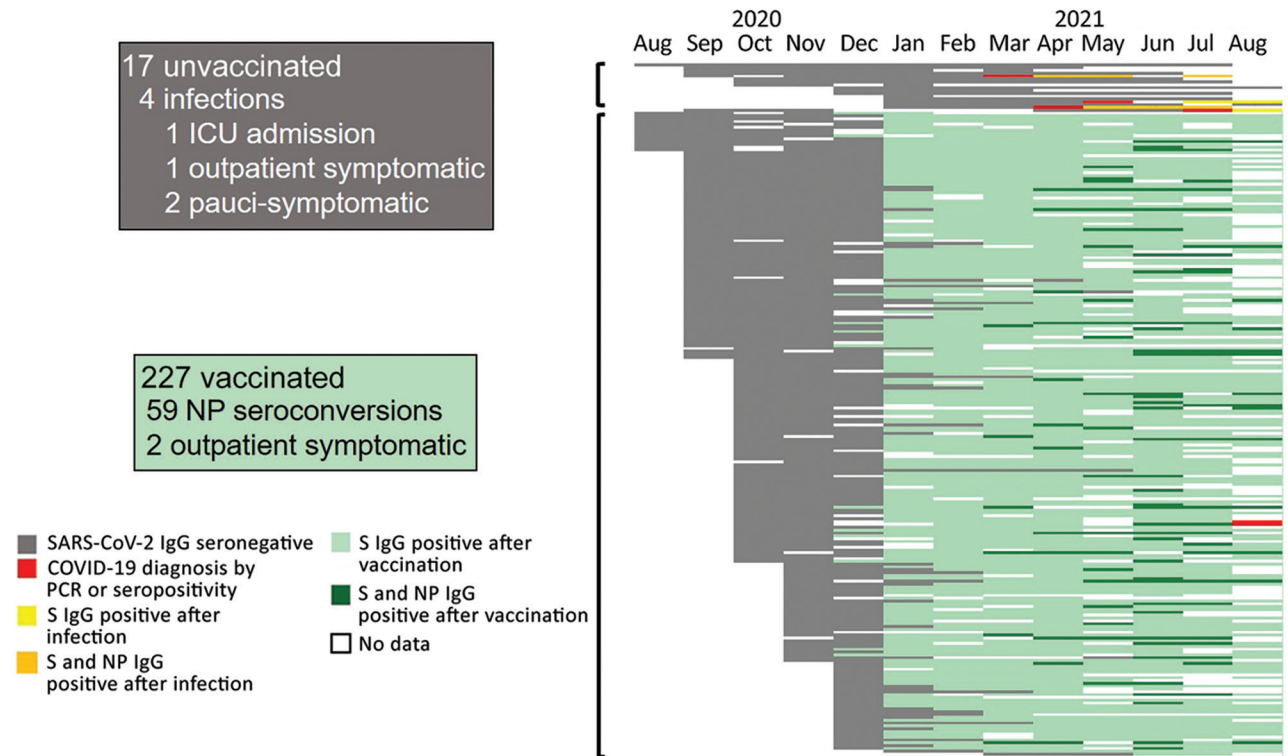 2020 2021
Aug Sep Oct Nov Dec Jan Feb Mar Apr May Jun Jul Aug
17 unvaccinated
4 infections
1 ICU admission
1 outpatient symptomatic
2 pauci-symptomatic
227 vaccinated
59 NP seroconversions
2 outpatient symptomatic
SARS-CoV-2 IgG seronegative
COVID-19 diagnosis by
PCR or seropositivity
S IgG positive after
infection
S and NP IgG
positive after infection
S IgG positive after
vaccination
S and NP IgG
positive after vaccination
No data